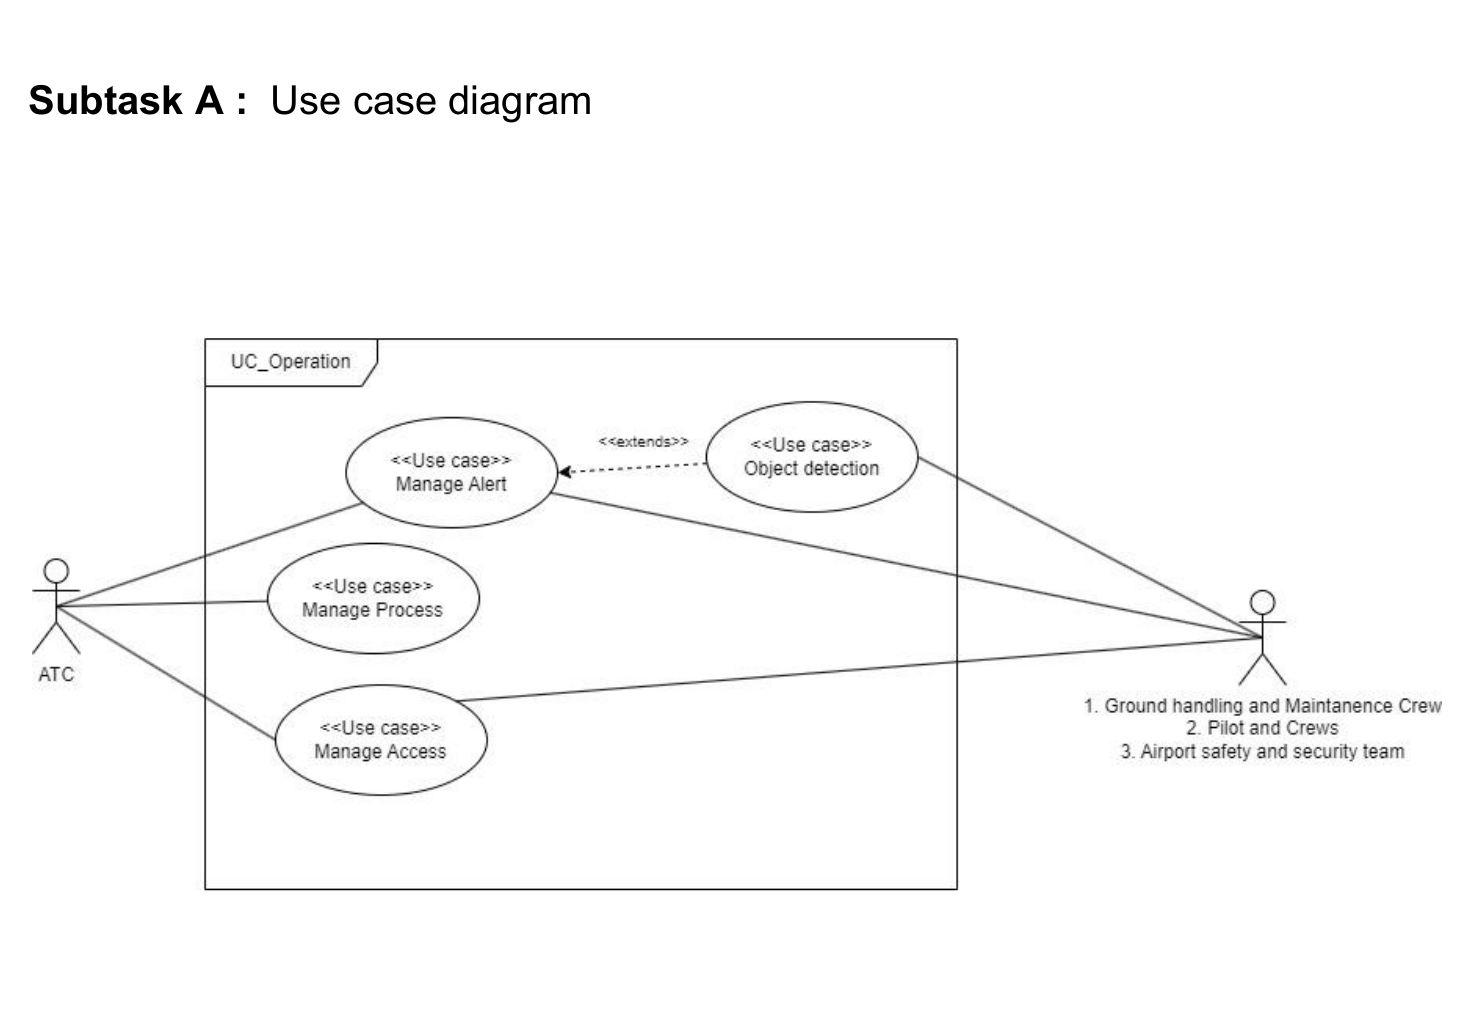 Subtask A : Use case diagram
UC_Operation
<<Use case>>
Manage Alert
<<extends>>
<<Use case>>
Object detection
<<Use case>>
Manage Process
<<Use case>>
Manage Access
ATC
1. Ground handling and Maintanence Crew
2. Pilot and Crews
3. Airport safety and security team